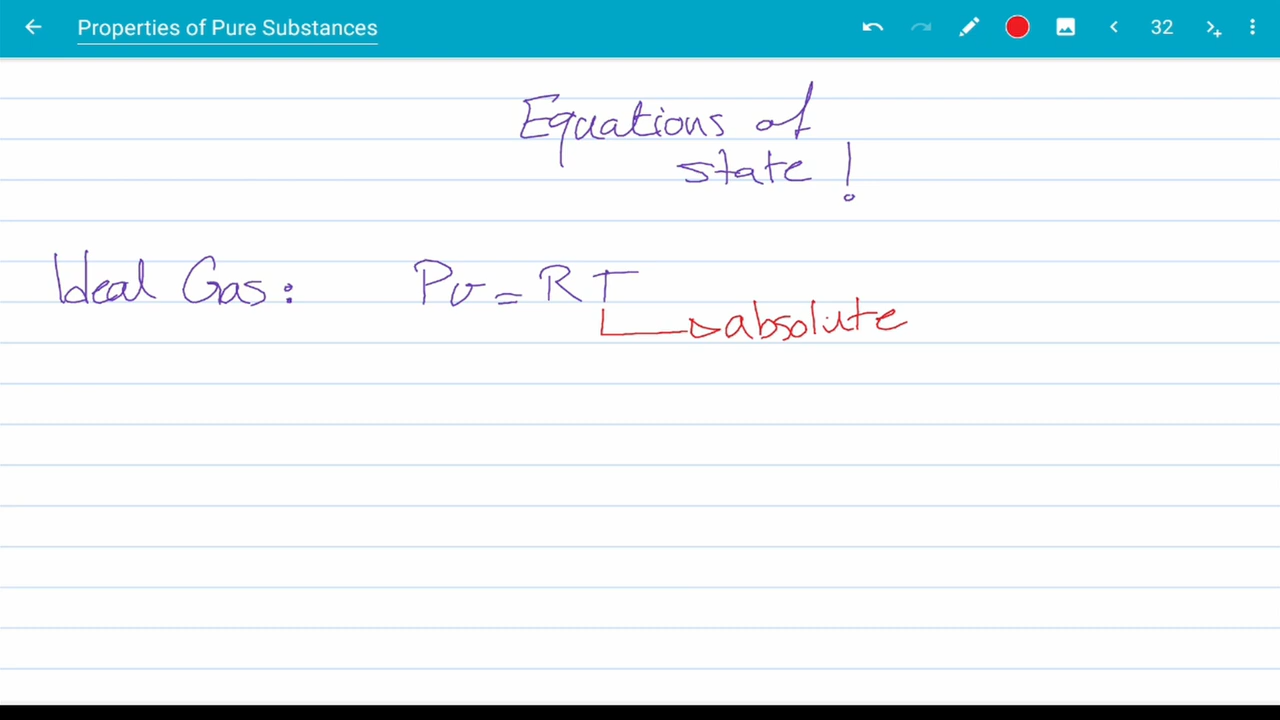 Properties of Pure Substances
32
Equations of
state !
Ideal Gas: Pv = RT
absolute